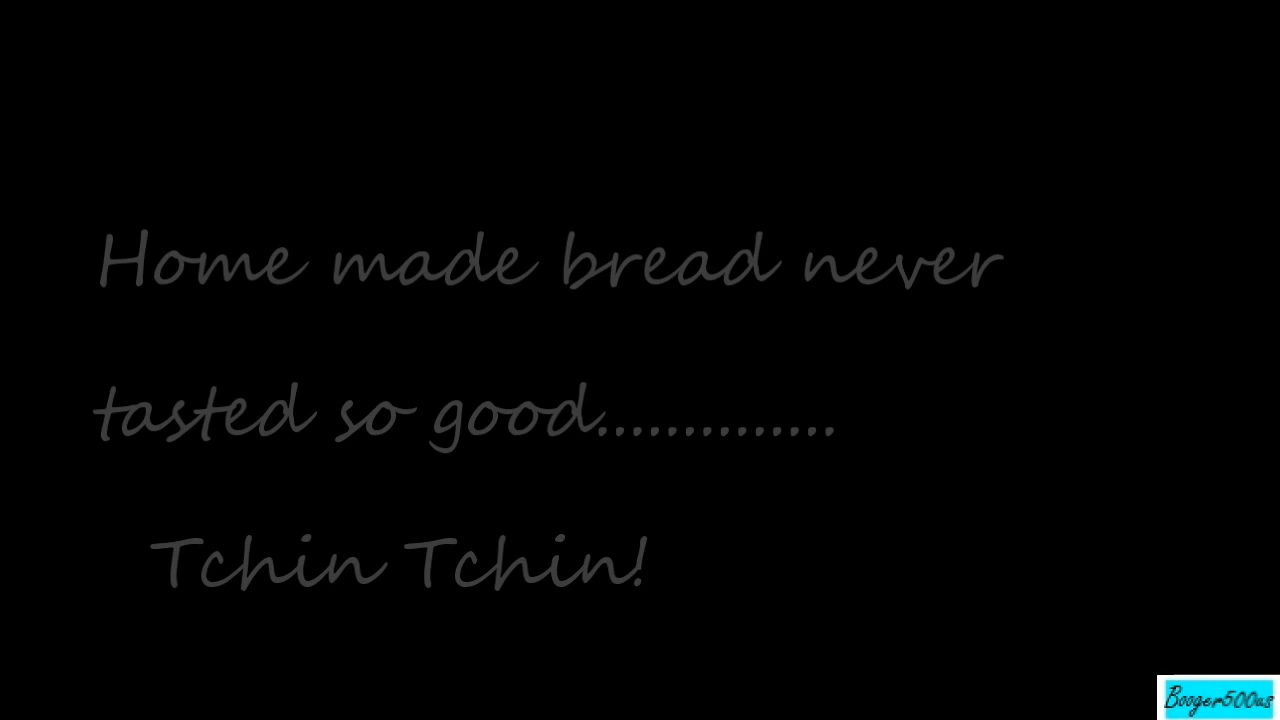 Home made bread never
tasted so good..............
Tchin Tchin!
Booger500us